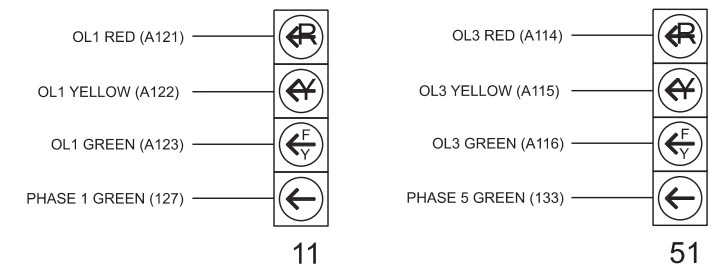 OL1 RED (A121)
R
OL1 YELLOW (A122)
Y
OL1 GREEN (A123)
F
Y
PHASE 1 GREEN (127)
11
OL3 RED (A114)
R
OL3 YELLOW (A115)
Y
OL3 GREEN (A116)
F
Y
PHASE 5 GREEN (133)
51